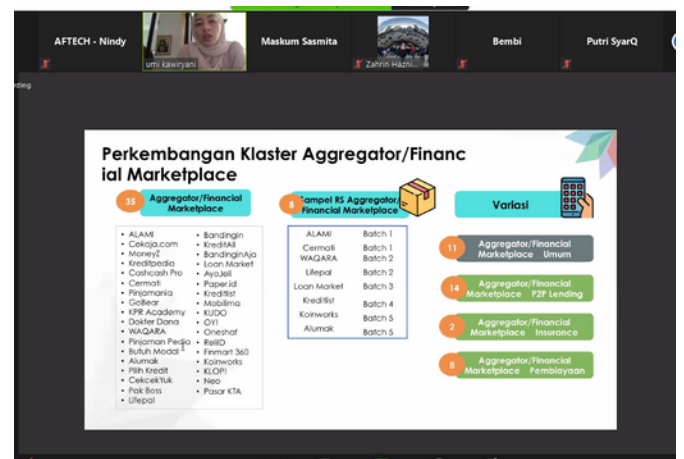 AFTECH - Nindy
umi kawiryani
Maskum Sasmita
Zahrin Hazni...
Bembi
Putri SyarQ
rding
Perkembangan Klaster Aggregator/Financ
ial Marketplace
35
Aggregator/Financial
Marketplace
• ALAMI
• Cekaja.com
• MoneyZ
• Kreditpedia
• Cashcash Pro
• Cermati
• Pinjamania
• GoBear
• KPR Academy
• Dokter Dana
• WAQARA
• Pinjaman Pedia
• Butuh Modal
• Alumak
• Pilih Kredit
• CekcekYuk
• Pak Boss
• Lifepal
• Bandingin
• KreditAll
• BandinginAja
• Loan Market
• AyoJeli
• Paper.id
• Kreditlist
• Mobilima
• KUDO
• OY!
• Oneshaf
• ReliD
• Finmart 360
• Koinworks
• KLOP!
• Neo
• Pasar KTA
8
Sampel RS Aggregator/
Financial Marketplace
ALAMI Batch 1
Cermati Batch 1
WAQARA Batch 2
Lifepal Batch 2
Loan Market Batch 3
Kreditlist Batch 4
Koinworks Batch 5
Alumak Batch 5
Variasi
11
Aggregator/Financial
Marketplace Umum
14
Aggregator/Financial
Marketplace P2P Lending
2
Aggregator/Financial
Marketplace Insurance
8
Aggregator/Financial
Marketplace Pembiayaan